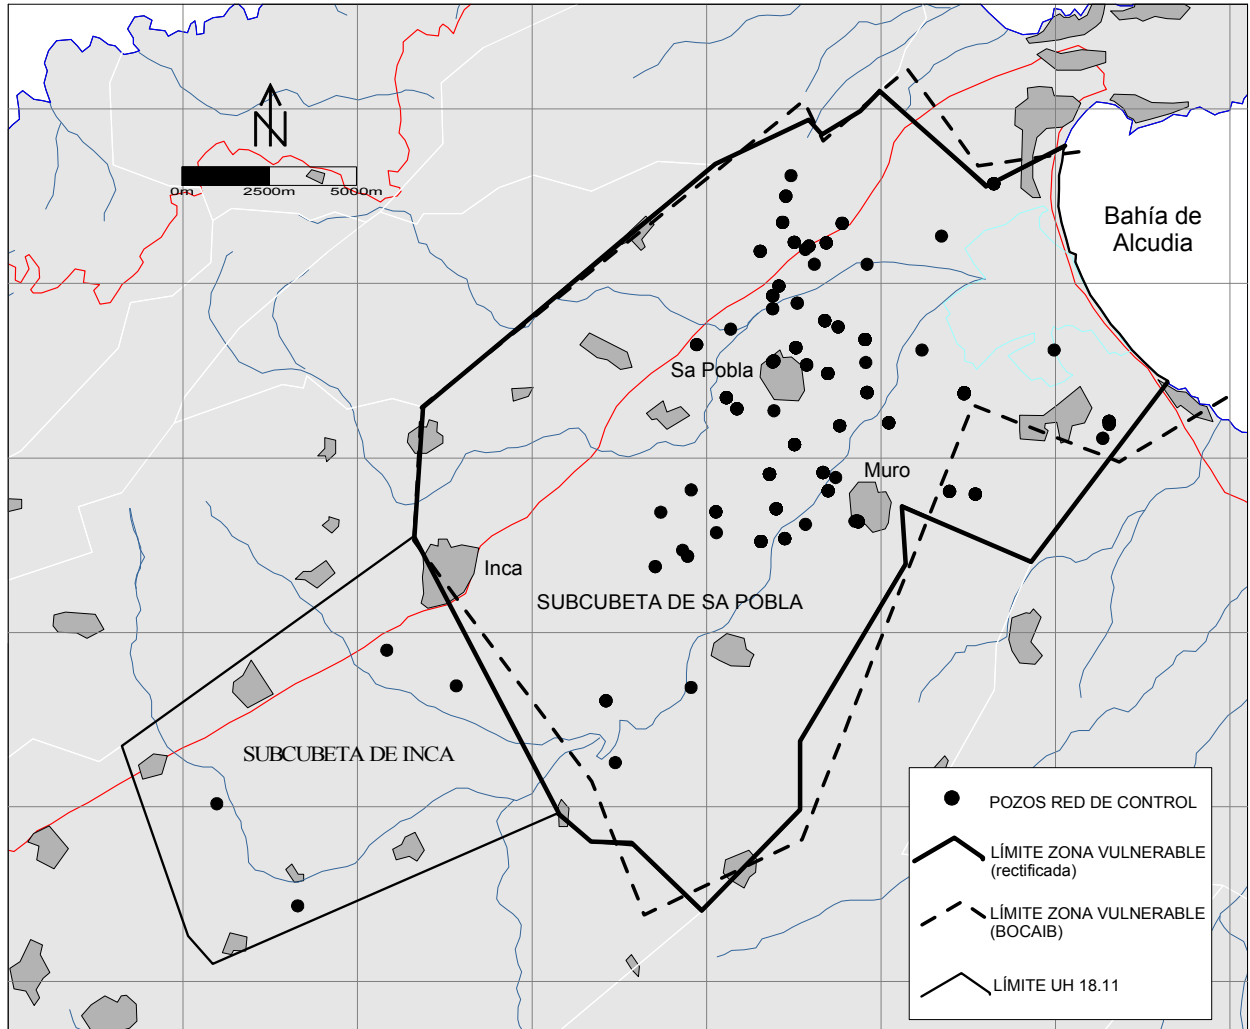 N
0m 2500m 5000m
Bahía de
Alcudia
Sa Pobla
Muro
Inca
SUBCUBETA DE SA POBLA
SUBCUBETA DE INCA
POZOS RED DE CONTROL
LÍMITE ZONA VULNERABLE
(rectificada)
LÍMITE ZONA VULNERABLE
(BOCAIB)
LÍMITE UH 18.11